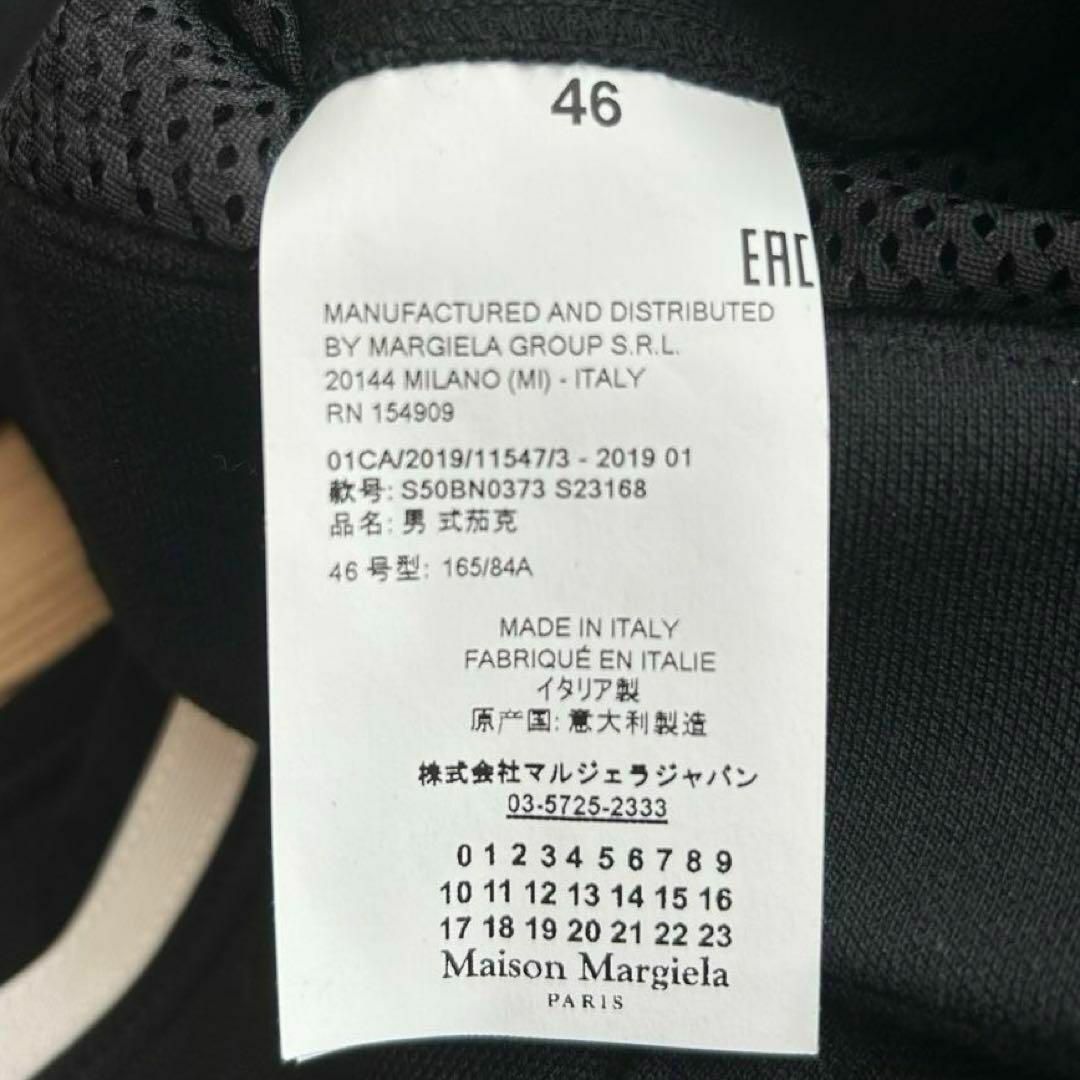 46
EAC
MANUFACTURED AND DISTRIBUTED
BY MARGIELA GROUP S.R.L.
20144 MILANO (MI) - ITALY
RN 154909
01CA/2019/11547/3 - 2019 01
款号: S50BN0373 S23168
品名: 男 式茄克
46 号型: 165/84A
MADE IN ITALY
FABRIQUÉ EN ITALIE
イタリア製
原产国: 意大利製造
株式会社マルジェラジャパン
03-5725-2333
0 1 2 3 4 5 6 7 8 9
10 11 12 13 14 15 16
17 18 19 20 21 22 23
Maison Margiela
PARIS